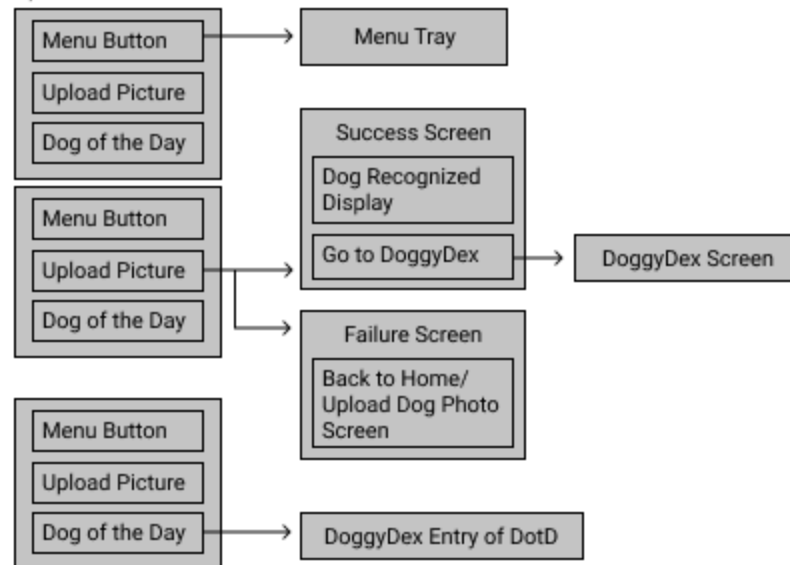 Menu Button
Upload Picture
Dog of the Day
Menu Tray
Menu Button
Upload Picture
Dog of the Day
Success Screen
Dog Recognized
Display
Go to DoggyDex
DoggyDex Screen
Failure Screen
Back to Home/
Upload Dog Photo
Screen
Menu Button
Upload Picture
Dog of the Day
DoggyDex Entry of DotD